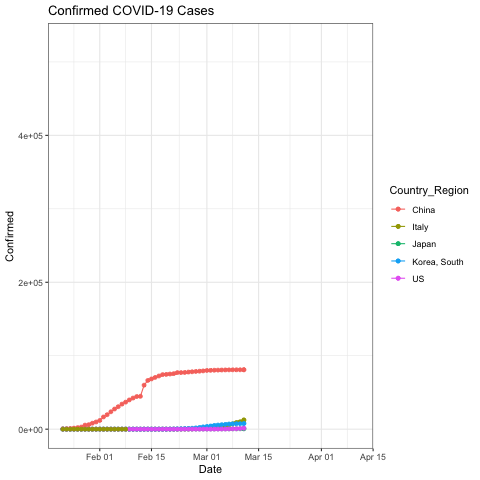 Confirmed COVID-19 Cases
4e+05
2e+05
0e+00
Confirmed
Feb 01
Feb 15
Mar 01
Mar 15
Apr 01
Apr 15
Date
Country_Region
China
Italy
Japan
Korea, South
US